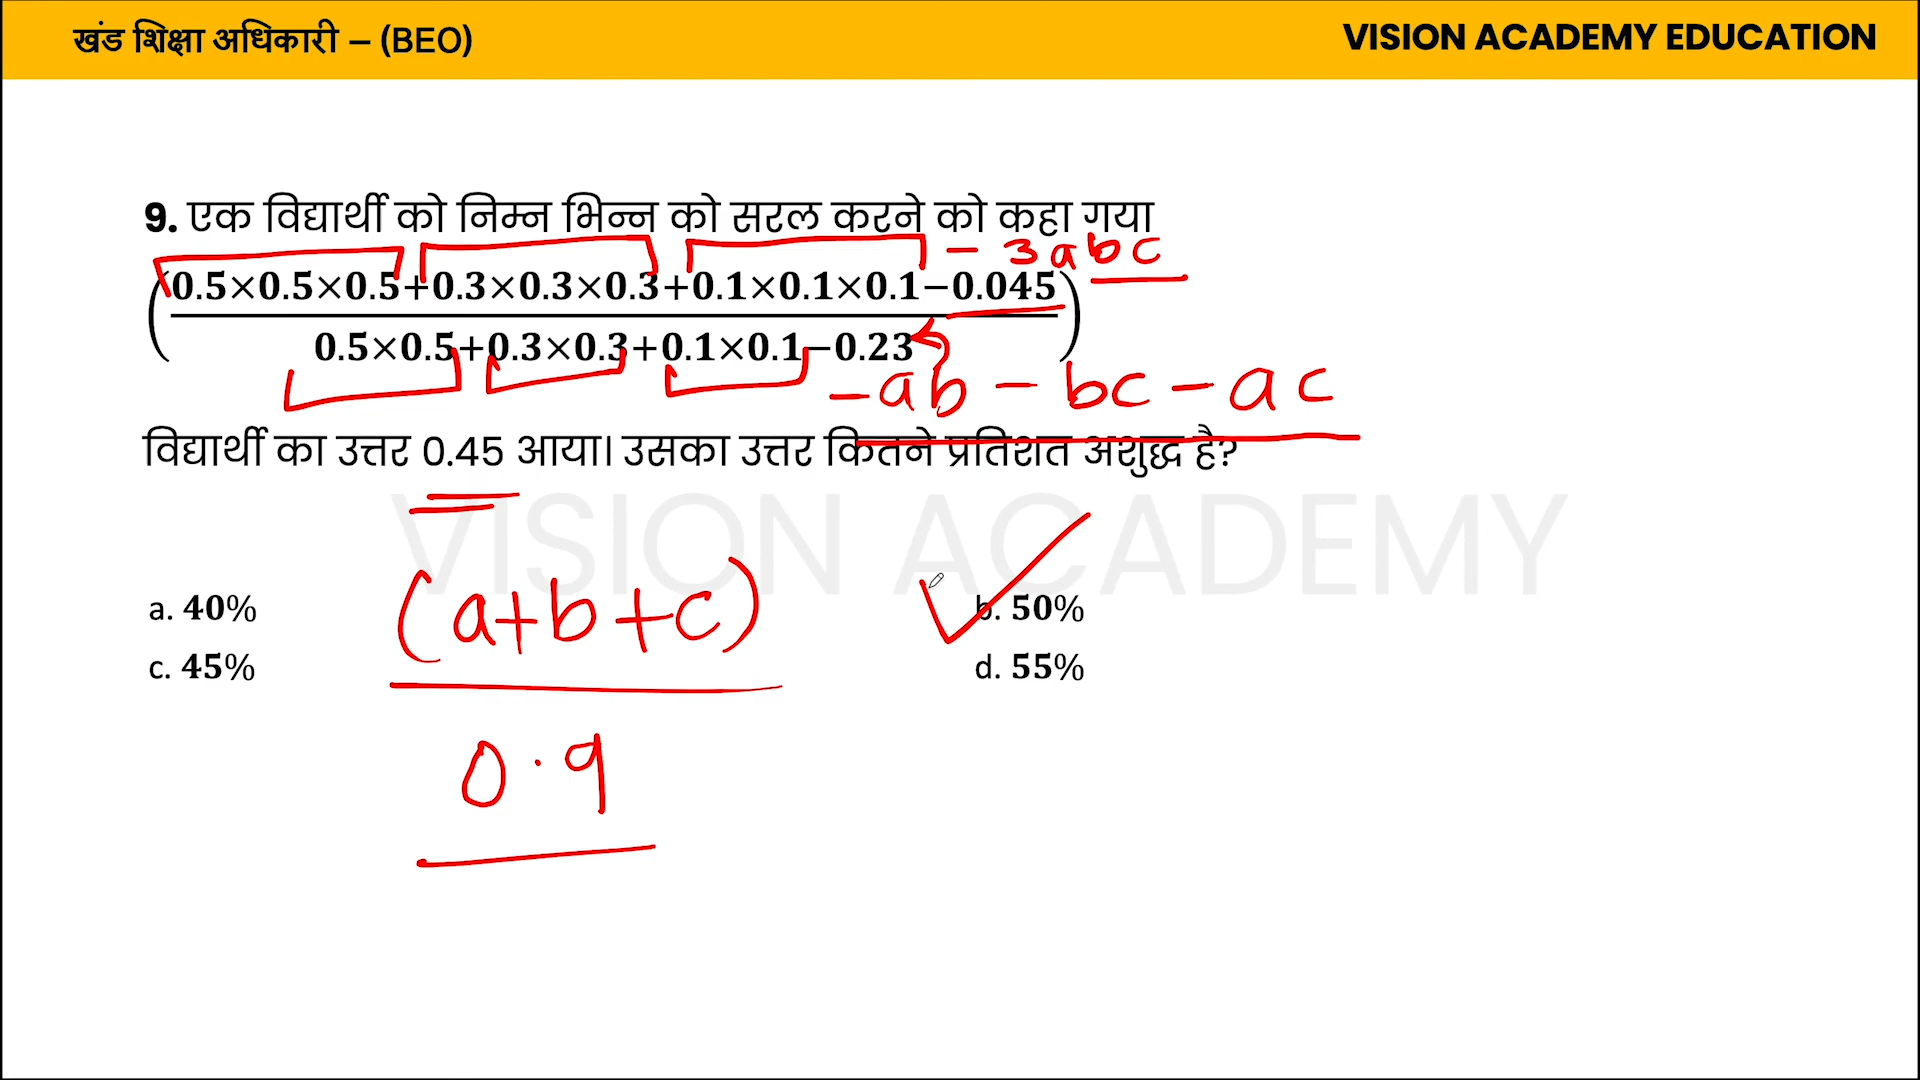 खंड शिक्षा अधिकारी – (BEO)
VISION ACADEMY EDUCATION
9. एक विद्यार्थी को निम्न भिन्न को सरल करने को कहा गया
- 3abc
(0.5×0.5×0.5+0.3×0.3×0.3+0.1×0.1×0.1−0.045
0.5×0.5+0.3×0.3+0.1×0.1−0.23)
-ab - bc - ac
विद्यार्थी का उत्तर 0.45 आया। उसका उत्तर कितने प्रतिशत अशुद्ध है?
VISION ACADEMY
(a+b+c)
a. 40%
b. 50%
c. 45%
d. 55%
0.9